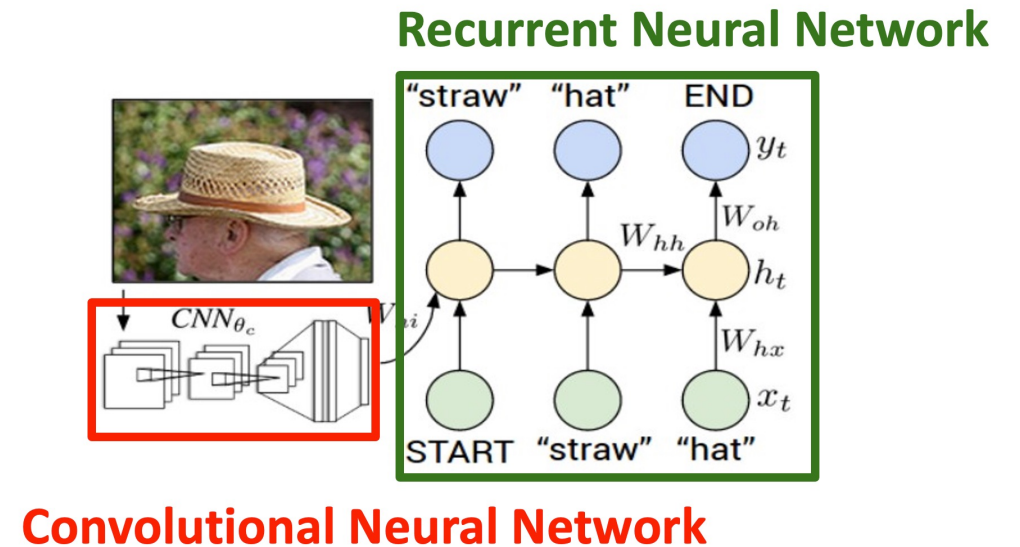 Recurrent Neural Network
“straw” “hat” END
y_t
W_oh
W_hh
h_t
CNN_θ_c
W_hi
W_hx
x_t
START “straw” “hat”
Convolutional Neural Network